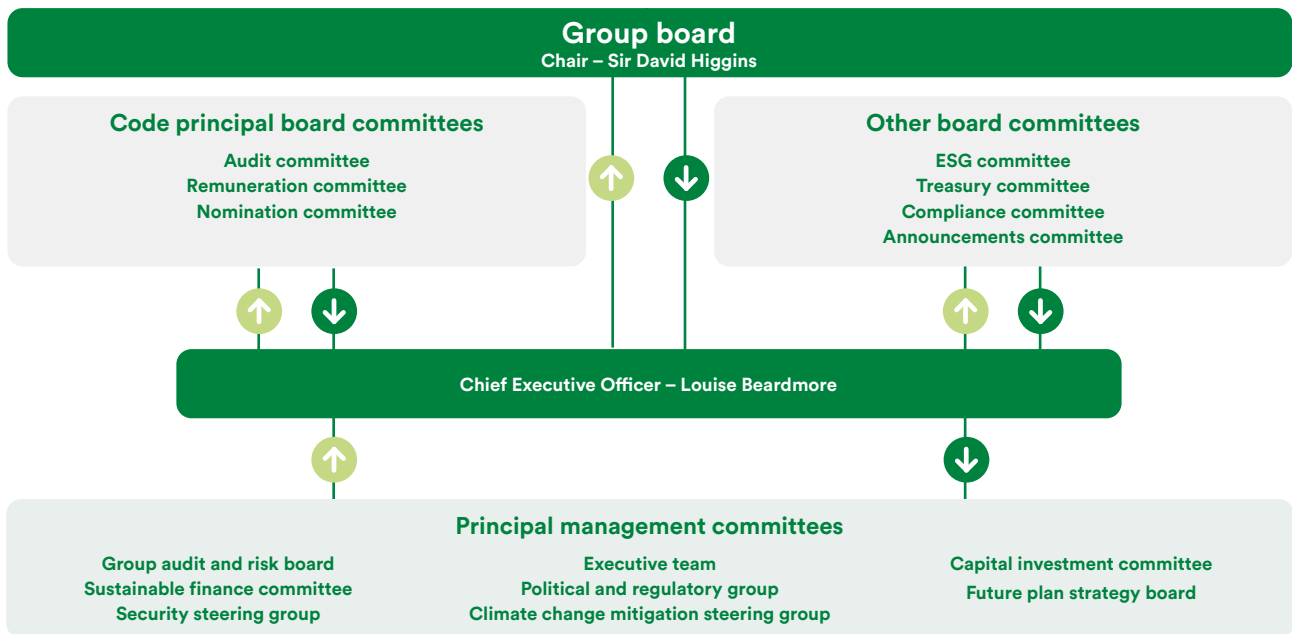 Group board
Chair – Sir David Higgins
Code principal board committees
Audit committee
Remuneration committee
Nomination committee
Other board committees
ESG committee
Treasury committee
Compliance committee
Announcements committee
Chief Executive Officer – Louise Beardmore
Principal management committees
Group audit and risk board
Sustainable finance committee
Security steering group
Executive team
Political and regulatory group
Climate change mitigation steering group
Capital investment committee
Future plan strategy board